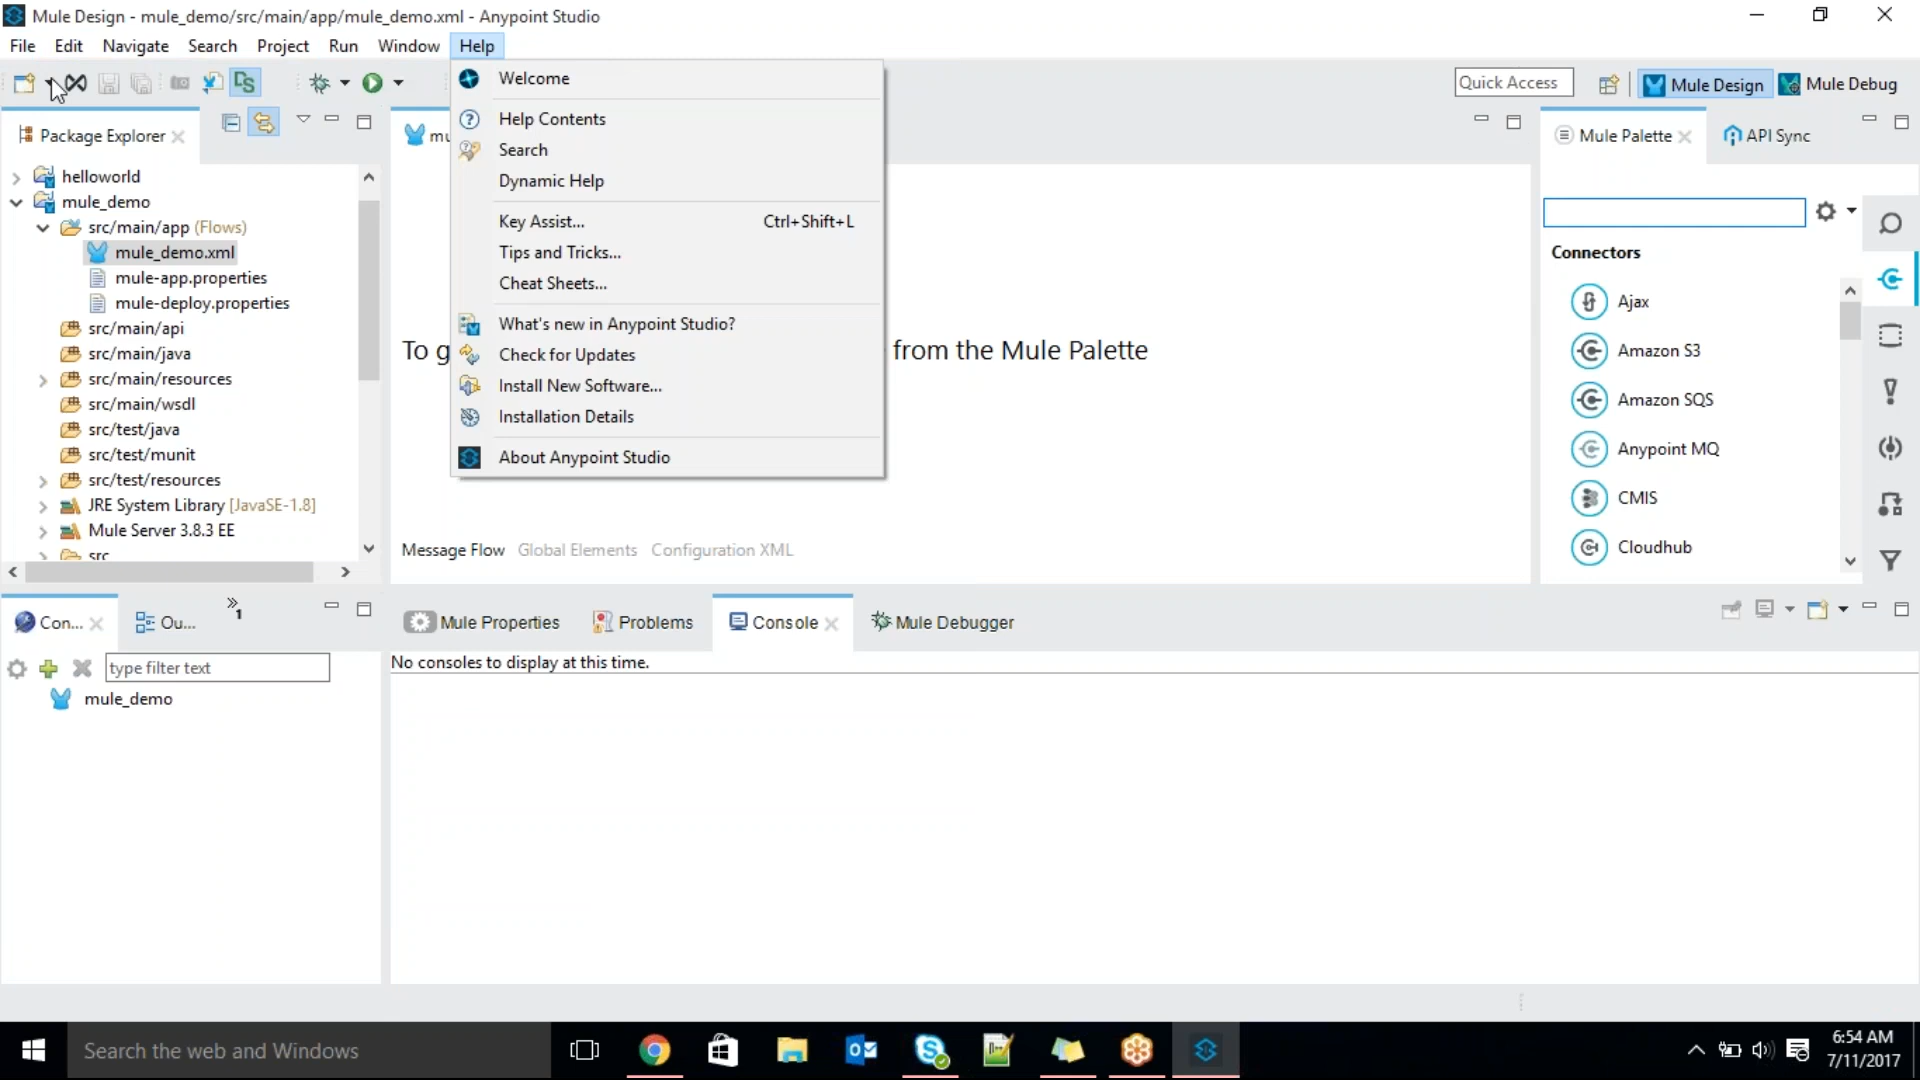 Mule Design - mule_demo/src/main/app/mule_demo.xml - Anypoint Studio
File Edit Navigate Search Project Run Window Help
Quick Access
Mule Design
Mule Debug
Package Explorer
helloworld
mule_demo
src/main/app (Flows)
mule_demo.xml
mule-app.properties
mule-deploy.properties
src/main/api
src/main/java
src/main/resources
src/main/wsdl
src/test/java
src/test/munit
src/test/resources
JRE System Library [JavaSE-1.8]
Mule Server 3.8.3 EE
src
mu
Welcome
Help Contents
Search
Dynamic Help
Key Assist... Ctrl+Shift+L
Tips and Tricks...
Cheat Sheets...
What's new in Anypoint Studio?
Check for Updates
Install New Software...
Installation Details
About Anypoint Studio
To g from the Mule Palette
Message Flow Global Elements Configuration XML
Mule Palette
API Sync
Connectors
Ajax
Amazon S3
Amazon SQS
Anypoint MQ
CMIS
Cloudhub
Con...
Ou...
»1
type filter text
mule_demo
Mule Properties
Problems
Console
Mule Debugger
No consoles to display at this time.
Search the web and Windows
6:54 AM
7/11/2017